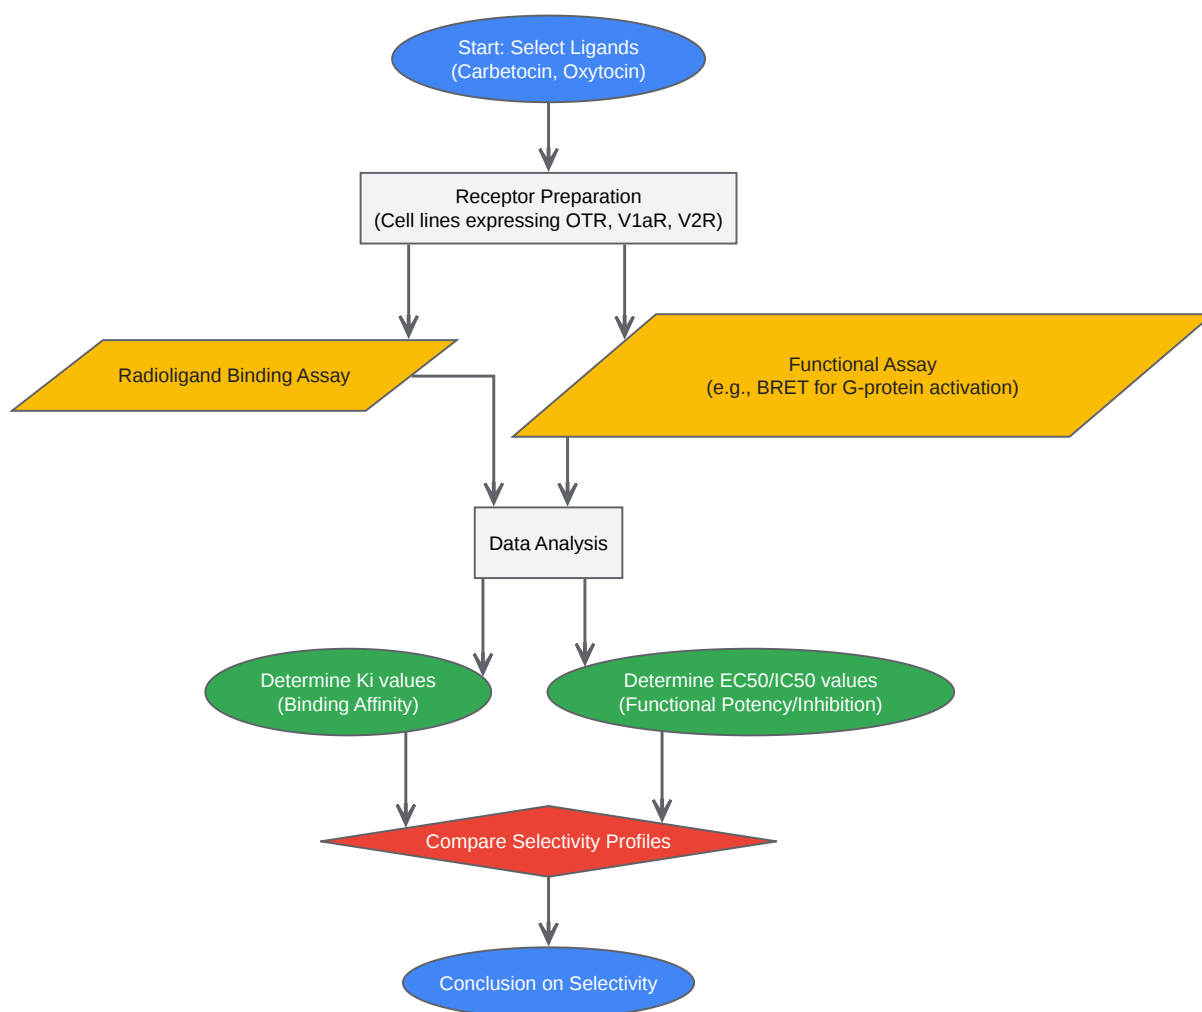 Start: Select Ligands
(Carbetocin, Oxytocin)
Receptor Preparation
(Cell lines expressing OTR, V1aR, V2R)
Radioligand Binding Assay
Functional Assay
(e.g., BRET for G-protein activation)
Data Analysis
Determine Ki values
(Binding Affinity)
Determine EC50/IC50 values
(Functional Potency/Inhibition)
Compare Selectivity Profiles
Conclusion on Selectivity